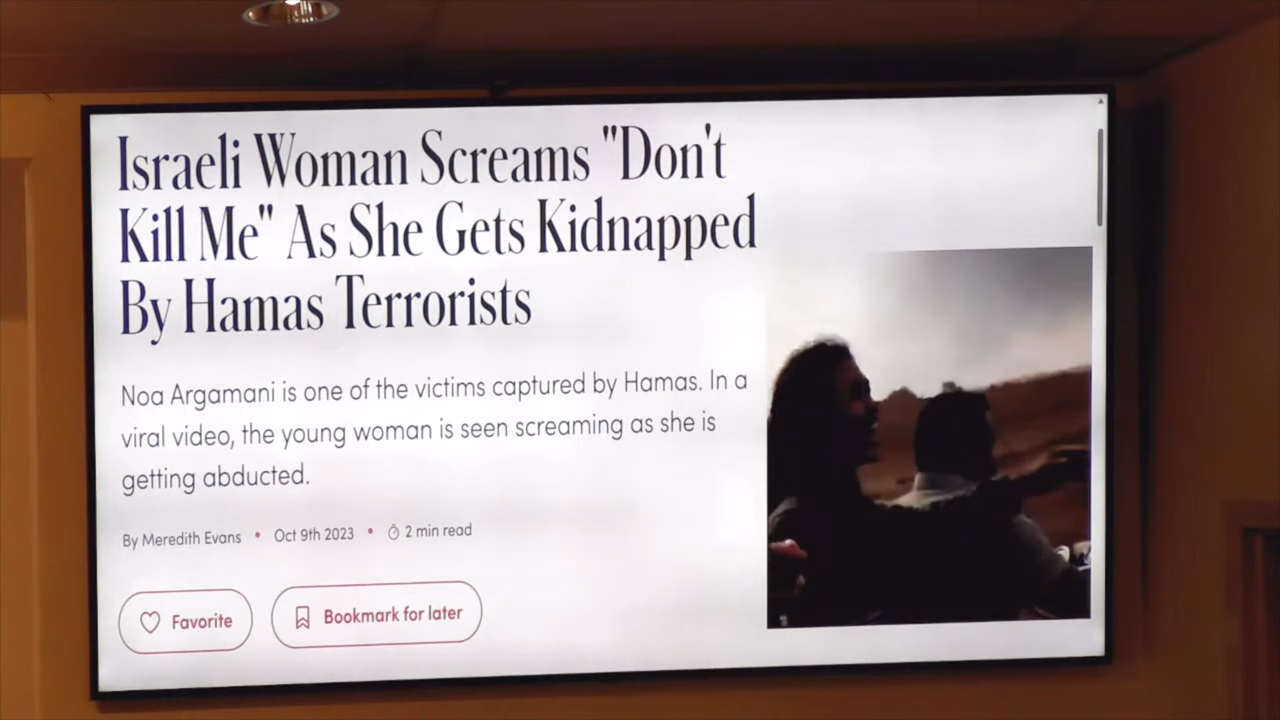 Israeli Woman Screams "Don't
Kill Me" As She Gets Kidnapped
By Hamas Terrorists
Noa Argamani is one of the victims captured by Hamas. In a
viral video, the young woman is seen screaming as she is
getting abducted.
By Meredith Evans • Oct 9th 2023 • 2 min read
Favorite
Bookmark for later